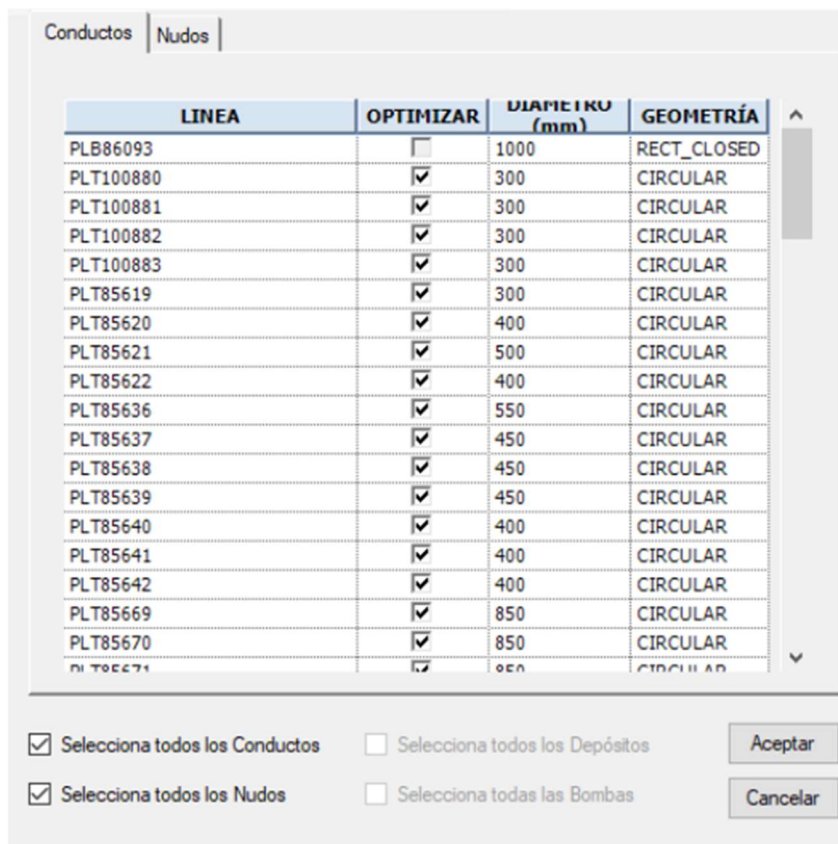 Conductos Nudos
LINEA OPTIMIZAR DIAMETRO (mm) GEOMETRÍA
PLB86093 1000 RECT_CLOSED
PLT100880 300 CIRCULAR
PLT100881 300 CIRCULAR
PLT100882 300 CIRCULAR
PLT100883 300 CIRCULAR
PLT85619 300 CIRCULAR
PLT85620 400 CIRCULAR
PLT85621 500 CIRCULAR
PLT85622 400 CIRCULAR
PLT85636 550 CIRCULAR
PLT85637 450 CIRCULAR
PLT85638 450 CIRCULAR
PLT85639 450 CIRCULAR
PLT85640 400 CIRCULAR
PLT85641 400 CIRCULAR
PLT85642 400 CIRCULAR
PLT85669 850 CIRCULAR
PLT85670 850 CIRCULAR
PLT85671 850 CIRCULAR
Selecciona todos los Conductos Selecciona todos los Depósitos Aceptar
Selecciona todos los Nudos Selecciona todas las Bombas Cancelar